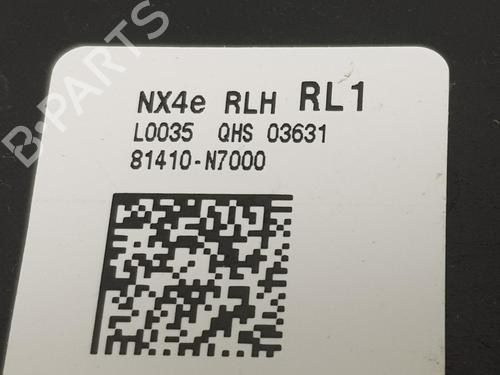 B-PARTS
NX4e RLH RL1
L0035 QHS 03631
81410-N7000